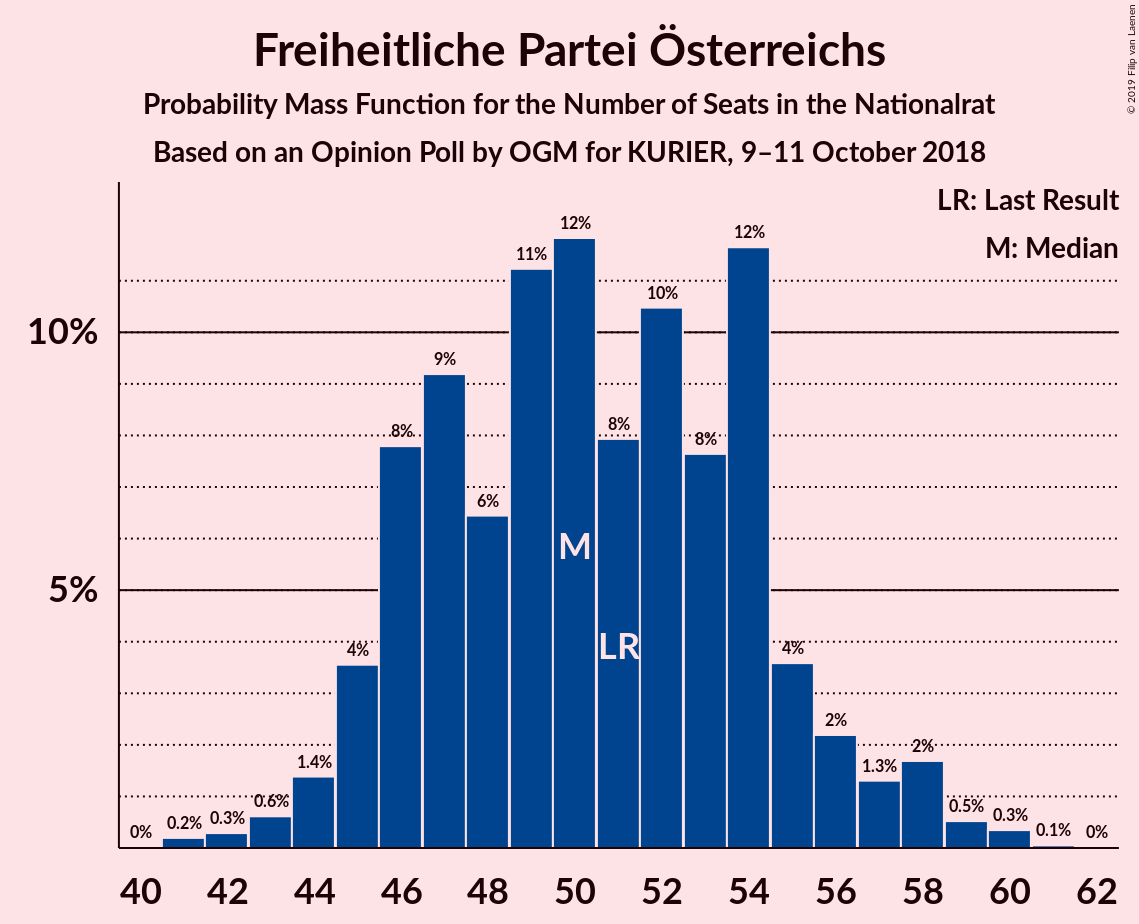 Freiheitliche Partei Österreichs
Probability Mass Function for the Number of Seats in the Nationalrat
Based on an Opinion Poll by OGM for KURIER, 9–11 October 2018
© 2019 Filip van Laenen
LR: Last Result
M: Median
10%
5%
0%
0.2%
0.3%
0.6%
1.4%
4%
8%
9%
6%
11%
12%
8%
10%
8%
12%
4%
2%
1.3%
2%
0.5%
0.3%
0.1%
0%
M
LR
40 42 44 46 48 50 52 54 56 58 60 62